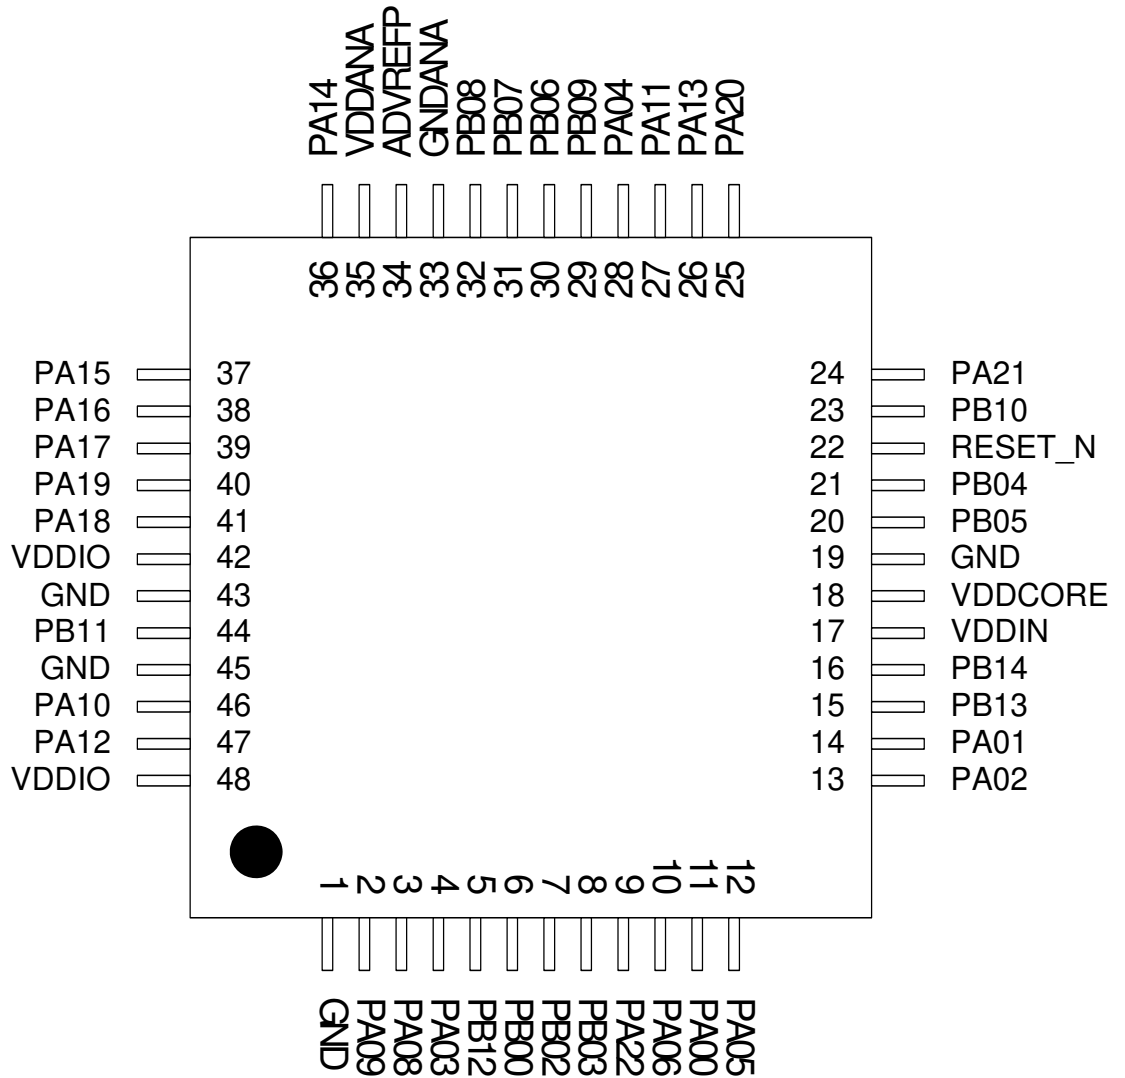 PA14 VDDANA ADVREFP GNDANA PB08 PB07 PB06 PB09 PA04 PA11 PA13 PA20
36 35 34 33 32 31 30 29 28 27 26 25
PA15 37 24 PA21
PA16 38 23 PB10
PA17 39 22 RESET_N
PA19 40 21 PB04
PA18 41 20 PB05
VDDIO 42 19 GND
GND 43 18 VDDCORE
PB11 44 17 VDDIN
GND 45 16 PB14
PA10 46 15 PB13
PA12 47 14 PA01
VDDIO 48 13 PA02
1 2 3 4 5 6 7 8 9 10 11 12
GND PA09 PA08 PA03 PB12 PB00 PB02 PB03 PA22 PA06 PA00 PA05